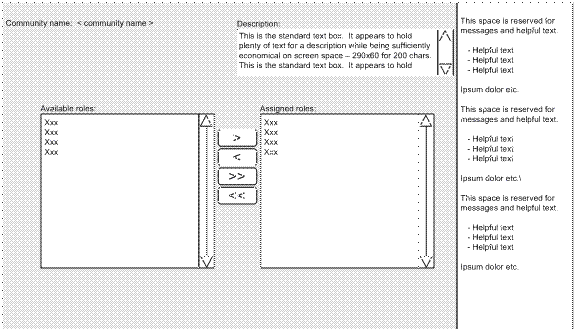 Community name: < community name >
Description:
This is the standard text box. It appears to hold
plenty of text for a description while being sufficiently
economical on screen space – 290x60 for 200 chars.
This is the standard text box. It appears to hold
Available roles:
Xxx
Xxx
Xxx
Xxx
>
<
>>
<<
Assigned roles:
Xxx
Xxx
Xxx
Xxx
This space is reserved for
messages and helpful text.
- Helpful text
- Helpful text
- Helpful text
Ipsum dolor etc.
This space is reserved for
messages and helpful text.
- Helpful text
- Helpful text
- Helpful text
Ipsum dolor etc.\
This space is reserved for
messages and helpful text.
- Helpful text
- Helpful text
- Helpful text
Ipsum dolor etc.